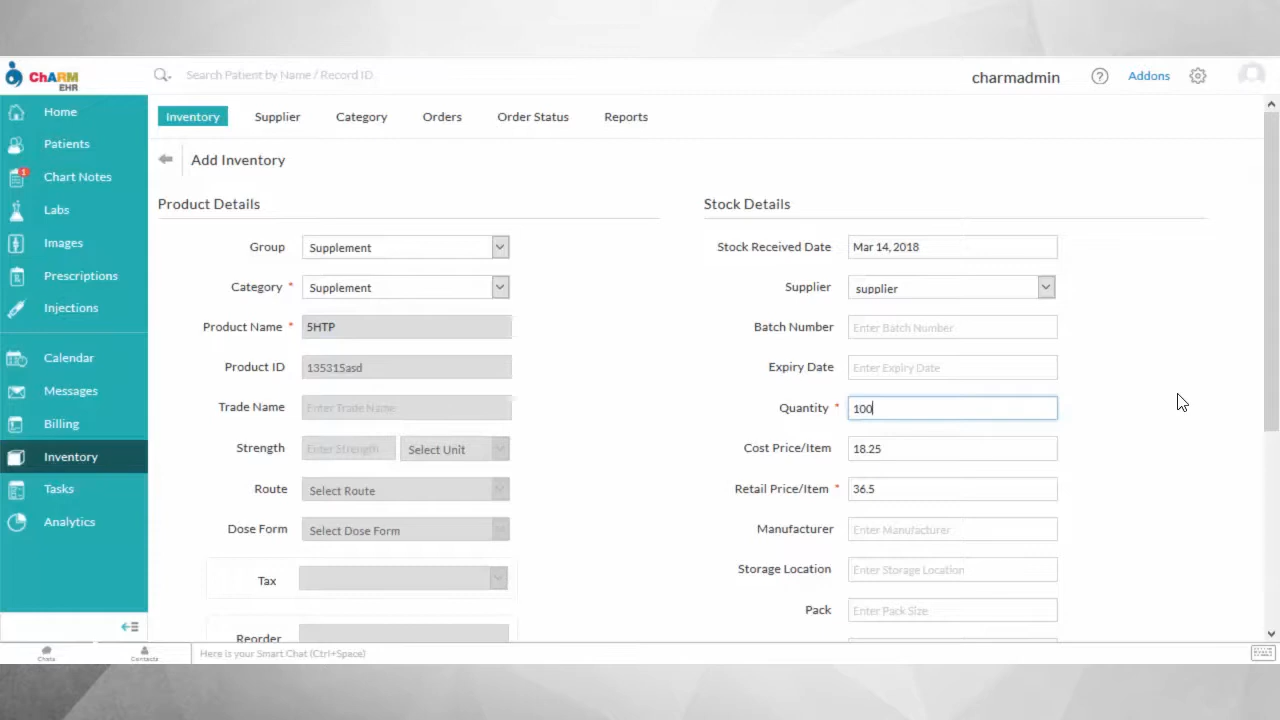 ChARM
EHR
Search Patient by Name / Record ID
charmadmin
?
Addons
Home
Patients
1
Chart Notes
Labs
Images
Prescriptions
Injections
Calendar
Messages
Billing
Inventory
Tasks
Analytics
Inventory
Supplier
Category
Orders
Order Status
Reports
Add Inventory
Product Details
Group
Supplement
Category *
Supplement
Product Name *
5HTP
Product ID
135315asd
Trade Name
Enter Trade Name
Strength
Enter Strength
Select Unit
Route
Select Route
Dose Form
Select Dose Form
Tax
Reorder
Stock Details
Stock Received Date
Mar 14, 2018
Supplier
supplier
Batch Number
Enter Batch Number
Expiry Date
Enter Expiry Date
Quantity *
100
Cost Price/Item
18.25
Retail Price/Item *
36.5
Manufacturer
Enter Manufacturer
Storage Location
Enter Storage Location
Pack
Enter Pack Size
Chats
Contacts
Here is your Smart Chat (Ctrl+Space)